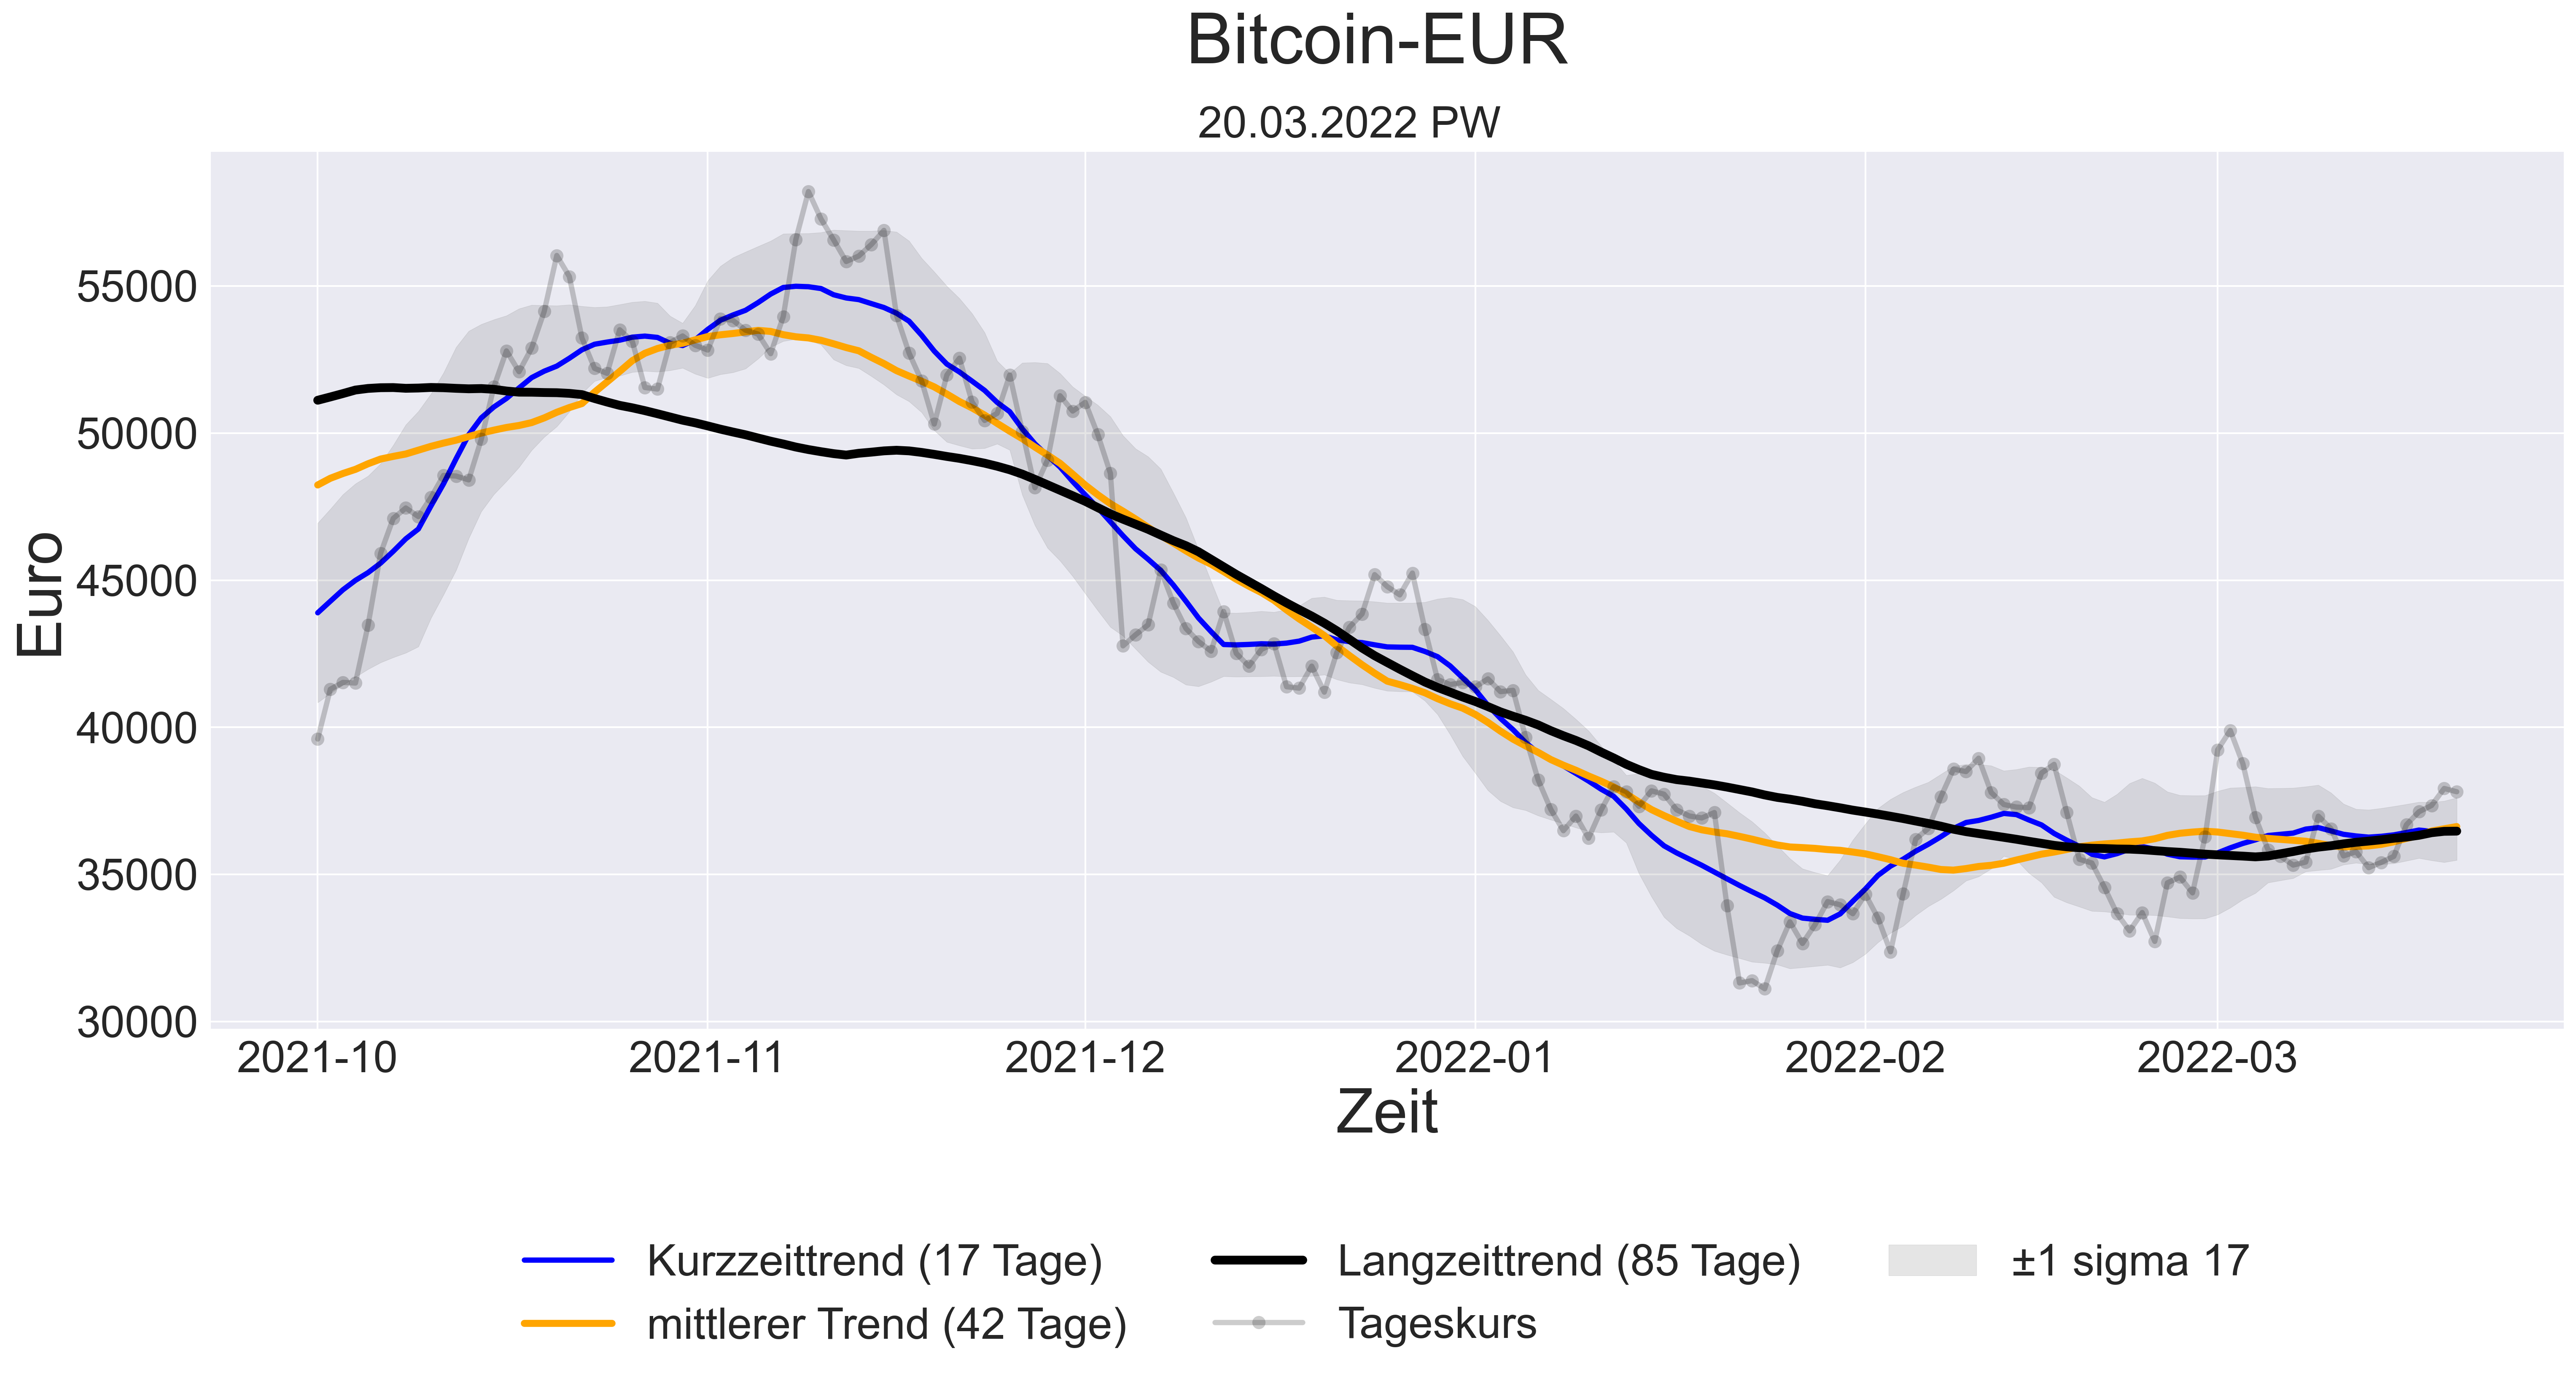 Bitcoin-EUR
20.03.2022 PW
55000
50000
45000
40000
35000
30000
Euro
2021-10 2021-11 2021-12 2022-01 2022-02 2022-03
Zeit
Kurzzeittrend (17 Tage) Langzeittrend (85 Tage) ±1 sigma 17
mittlerer Trend (42 Tage) Tageskurs